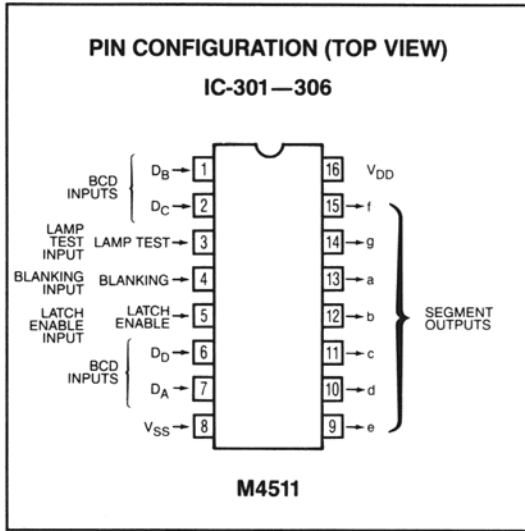 PIN CONFIGURATION (TOP VIEW)
IC-301—306
BCD INPUTS
D_B 1
D_C 2
LAMP TEST INPUT LAMP TEST 3
BLANKING INPUT BLANKING 4
LATCH ENABLE INPUT LATCH ENABLE 5
BCD INPUTS
D_D 6
D_A 7
V_SS 8
16 V_DD
15 f
14 g
13 a
12 b
11 c
10 d
9 e
SEGMENT OUTPUTS
M4511